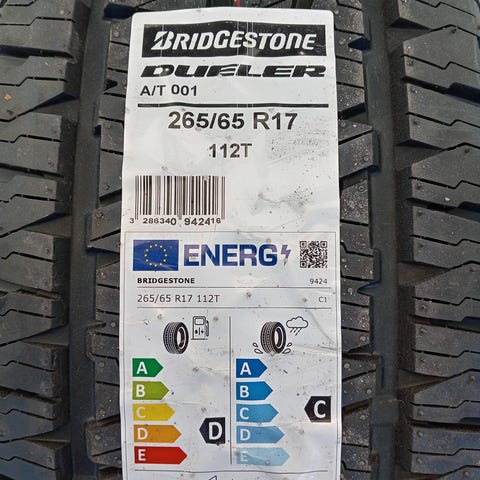 BRIDGESTONE
DUELER
A/T 001
265/65 R17
112T
3 286340 942416
ENERG
BRIDGESTONE 9424
265/65 R17 112T C1
A A
B B
C C C
D D D
E E